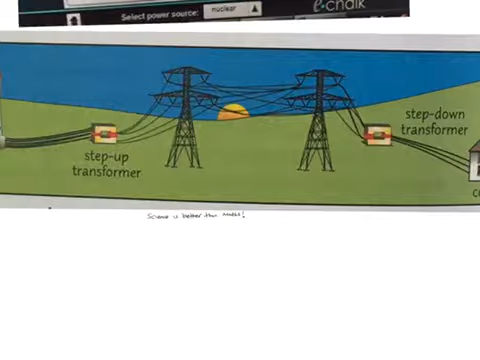 Select power source: nuclear
e-chalk
step-up
transformer
step-down
transformer
Science is better than maths!